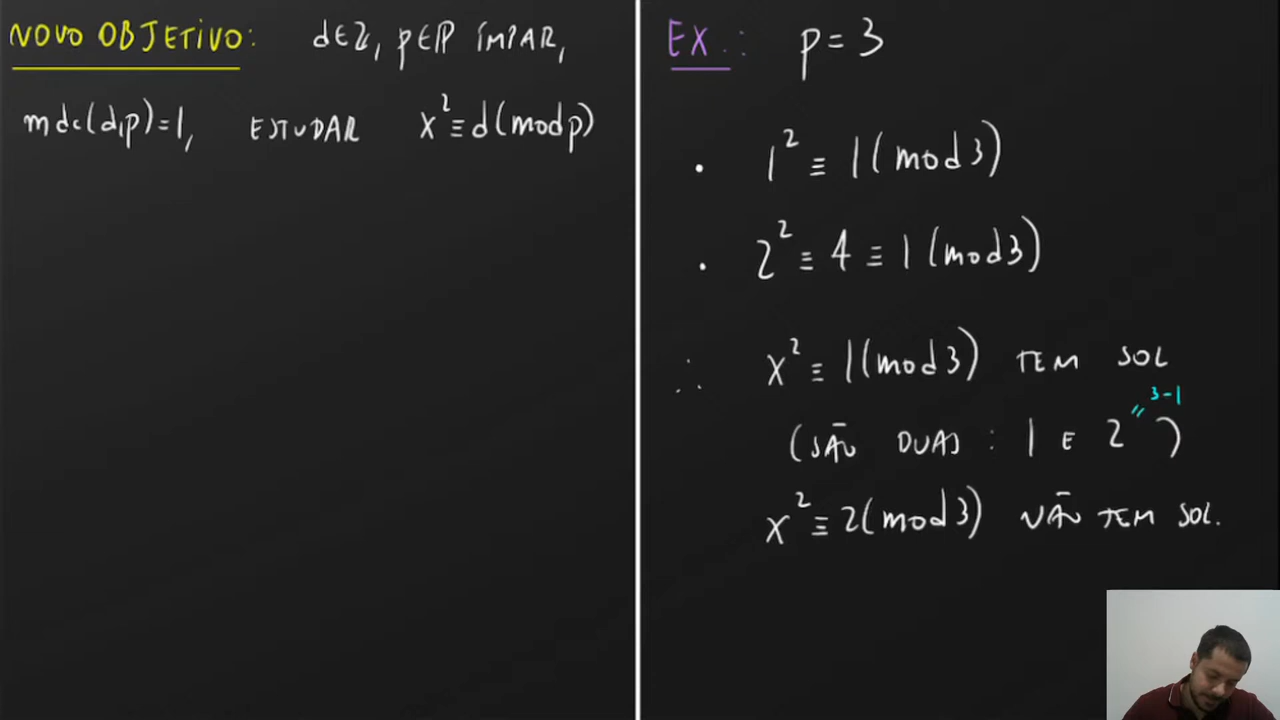 NOVO OBJETIVO: d∈ℤ, p∈ℙ ÍMPAR,
mdc(d,p)=1, ESTUDAR x²≡d(mod p)
EX.: p=3
• 1²≡1(mod 3)
• 2²≡4≡1(mod 3)
∴ x²≡1(mod 3) TEM SOL
3-1
(SÃO DUAS: 1 E 2")
x²≡2(mod 3) NÃO TEM SOL.